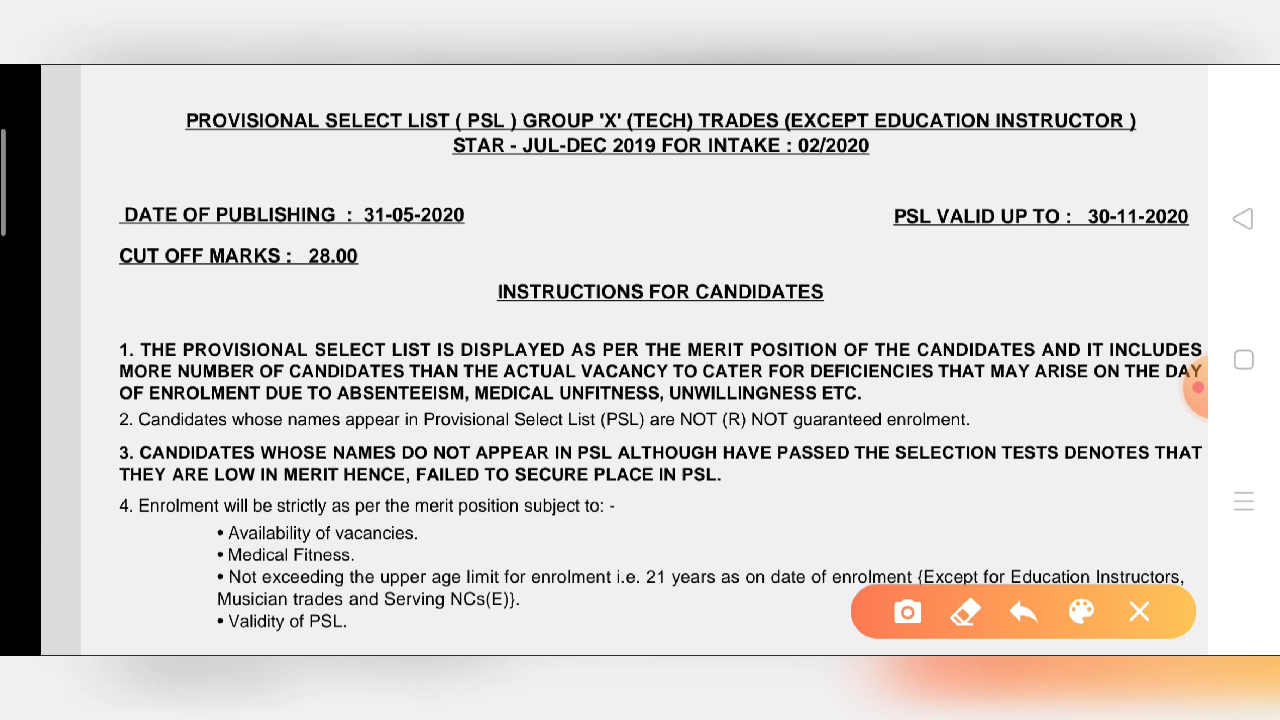 PROVISIONAL SELECT LIST ( PSL ) GROUP 'X' (TECH) TRADES (EXCEPT EDUCATION INSTRUCTOR )
STAR - JUL-DEC 2019 FOR INTAKE : 02/2020
DATE OF PUBLISHING : 31-05-2020
PSL VALID UP TO : 30-11-2020
CUT OFF MARKS : 28.00
INSTRUCTIONS FOR CANDIDATES
1. THE PROVISIONAL SELECT LIST IS DISPLAYED AS PER THE MERIT POSITION OF THE CANDIDATES AND IT INCLUDES
MORE NUMBER OF CANDIDATES THAN THE ACTUAL VACANCY TO CATER FOR DEFICIENCIES THAT MAY ARISE ON THE DAY
OF ENROLMENT DUE TO ABSENTEEISM, MEDICAL UNFITNESS, UNWILLINGNESS ETC.
2. Candidates whose names appear in Provisional Select List (PSL) are NOT (R) NOT guaranteed enrolment.
3. CANDIDATES WHOSE NAMES DO NOT APPEAR IN PSL ALTHOUGH HAVE PASSED THE SELECTION TESTS DENOTES THAT
THEY ARE LOW IN MERIT HENCE, FAILED TO SECURE PLACE IN PSL.
4. Enrolment will be strictly as per the merit position subject to: -
• Availability of vacancies.
• Medical Fitness.
• Not exceeding the upper age limit for enrolment i.e. 21 years as on date of enrolment {Except for Education Instructors,
Musician trades and Serving NCs(E)}.
• Validity of PSL.